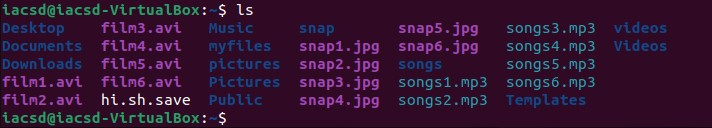 iacsd@iacsd-VirtualBox:~$ ls
Desktop film3.avi Music snap snap5.jpg songs3.mp3 videos
Documents film4.avi myfiles snap1.jpg snap6.jpg songs4.mp3 Videos
Downloads film5.avi pictures snap2.jpg songs songs5.mp3
film1.avi film6.avi Pictures snap3.jpg songs1.mp3 songs6.mp3
film2.avi hi.sh.save Public snap4.jpg songs2.mp3 Templates
iacsd@iacsd-VirtualBox:~$